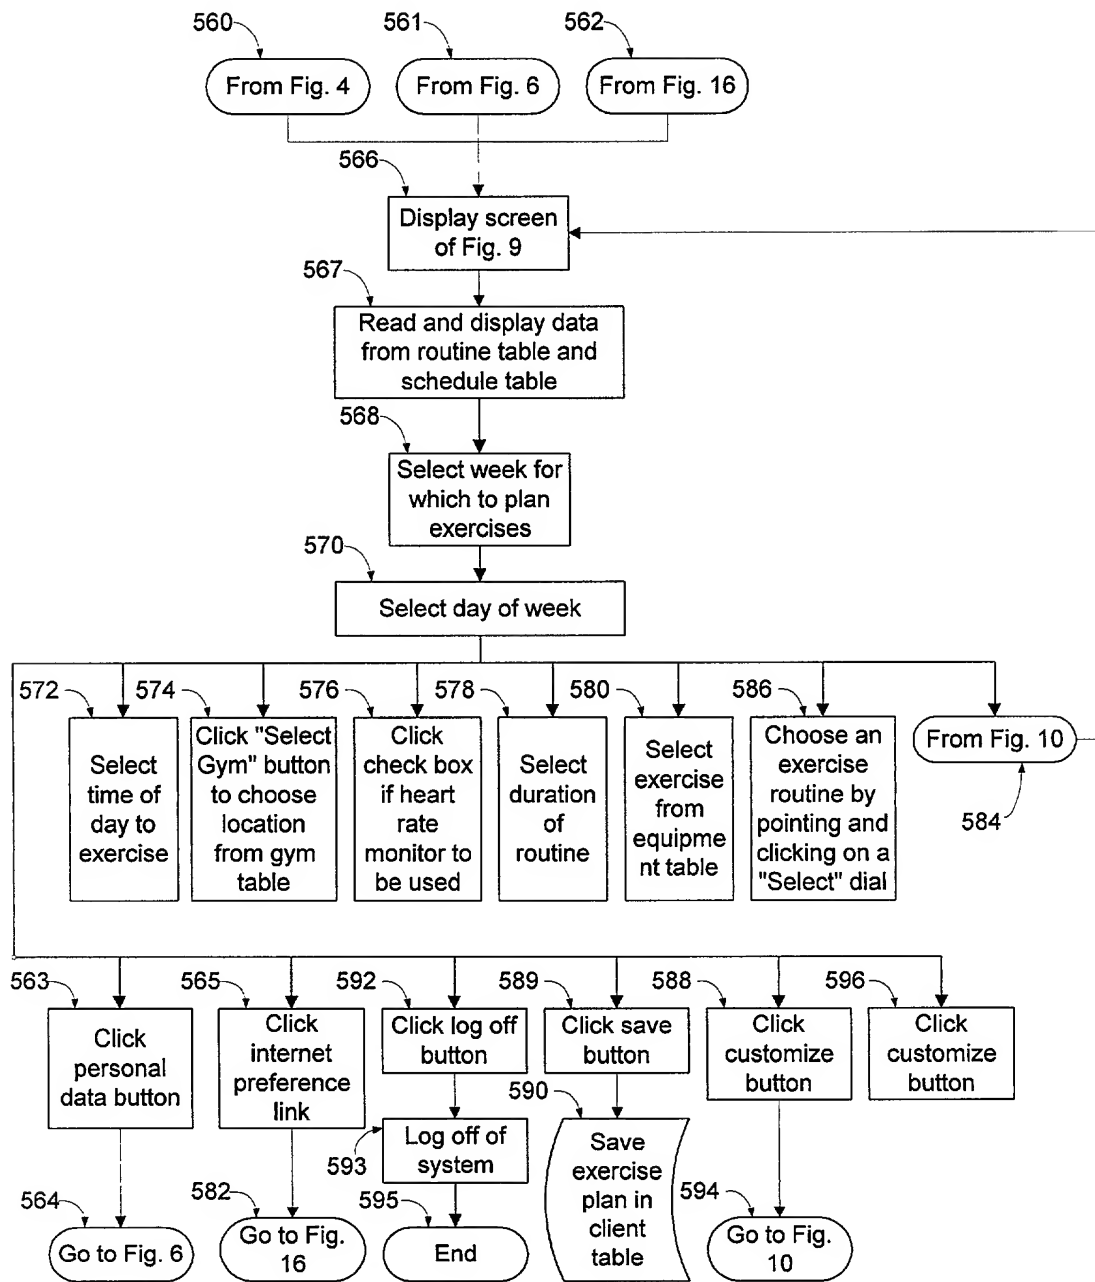 560
561
562
From Fig. 4
From Fig. 6
From Fig. 16
566
Display screen
of Fig. 9
567
Read and display data
from routine table and
schedule table
568
Select week for
which to plan
exercises
570
Select day of week
572
Select
time of
day to
exercise
574
Click "Select
Gym" button
to choose
location
from gym
table
576
Click
check box
if heart
rate
monitor to
be used
578
Select
duration
of
routine
580
Select
exercise
from
equipme
nt table
586
Choose an
exercise
routine by
pointing and
clicking on a
"Select" dial
From Fig. 10
584
563
Click
personal
data button
565
Click
internet
preference
link
592
Click log off
button
589
Click save
button
588
Click
customize
button
596
Click
customize
button
593
Log off of
system
590
Save
exercise
plan in
client
table
564
Go to Fig. 6
582
Go to Fig.
16
595
End
594
Go to Fig.
10